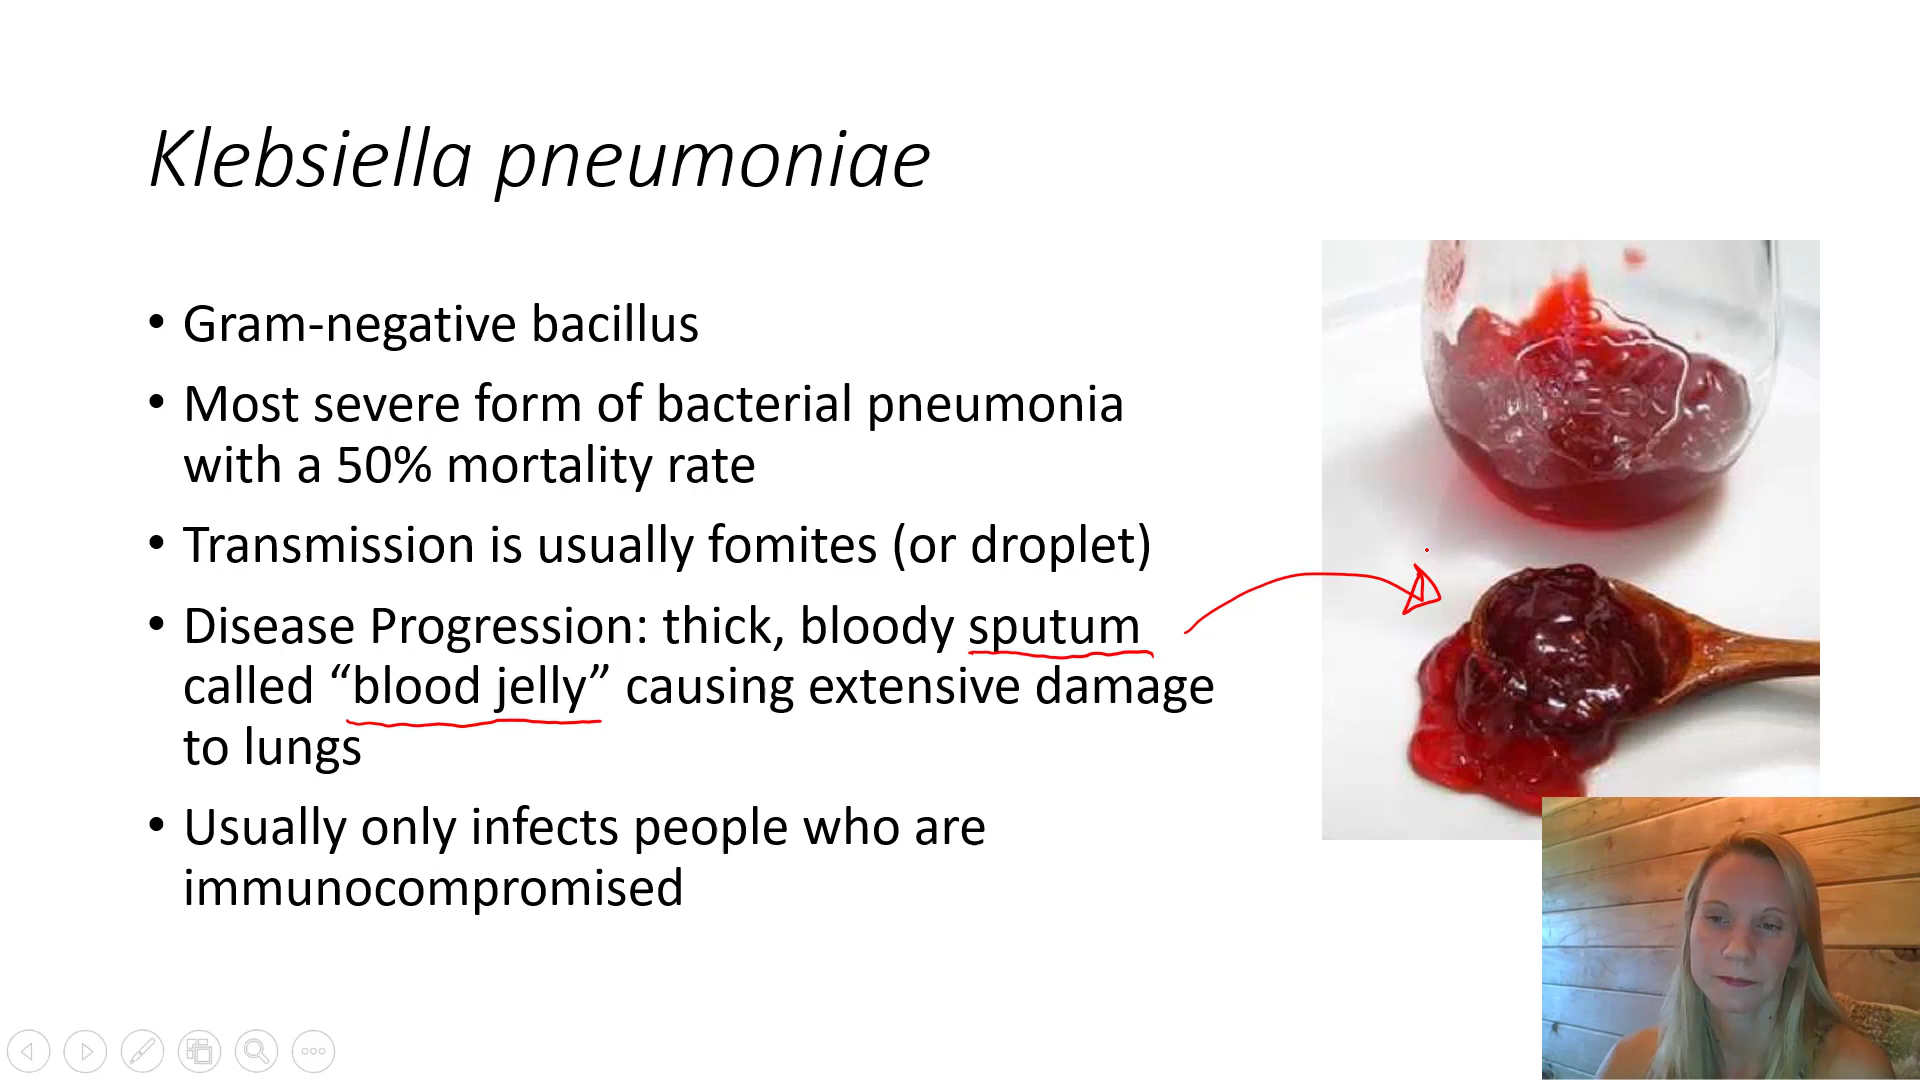 Klebsiella pneumoniae
• Gram-negative bacillus
• Most severe form of bacterial pneumonia
with a 50% mortality rate
• Transmission is usually fomites (or droplet)
• Disease Progression: thick, bloody sputum
called “blood jelly” causing extensive damage
to lungs
• Usually only infects people who are
immunocompromised